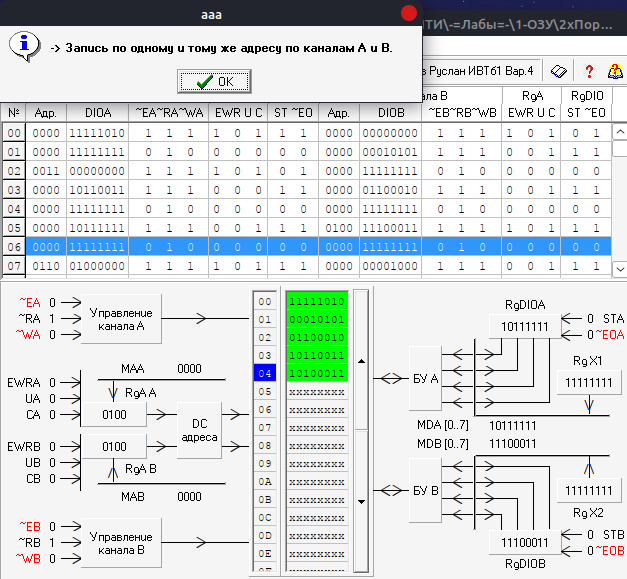 aaa
ТИ\-=Лабы=-\1-ОЗУ\2хПор...
-> Запись по одному и тому же адресу по каналам А и В.
OK
в Руслан ИВТб1 Вар.4
?
ла В RgA RgDIO
№ Адр. DIOA ~EA~RA~WA EWR U C ST ~EO Адр. DIOB ~EB~RB~WB EWR U C ST ~EO
00 0000 11111010 1 1 1 1 0 1 1 1 0000 00000000 1 1 1 1 0 1 0 1
01 0000 11111111 0 1 0 0 0 0 1 1 0000 00010101 1 1 1 1 0 1 1 1
02 0011 00000000 1 1 1 1 0 1 0 0 0000 11111111 0 1 0 0 0 0 0 0
03 0000 10110011 1 1 1 1 0 1 1 1 0000 01100010 1 1 1 1 0 1 1 1
04 0000 11111111 0 1 0 0 0 0 0 0 0000 11111111 0 1 0 0 0 0 0 0
05 0000 10111111 1 1 1 1 0 1 1 1 0100 11100011 1 1 1 1 0 1 1 1
06 0000 11111111 0 1 0 0 0 0 0 0 0000 11111111 0 1 0 0 0 0 0 0
07 0110 01000000 1 1 1 1 0 1 1 1 0000 00001000 1 1 1 1 0 1 1 1
~EA 0
~RA 1
~WA 0
Управление
канала А
MAA 0000
EWRA 0
UA 0
CA 0
RgA A
0100
DC
адреса
EWRB 0
UB 0
CB 0
0100
RgA B
MAB 0000
~EB 0
~RB 1
~WB 0
Управление
канала В
00 11111010
01 00010101
02 01100010
03 10110011
04 10100011
05 xxxxxxxx
06 xxxxxxxx
07 xxxxxxxx
08 xxxxxxxx
09 xxxxxxxx
0A xxxxxxxx
0B xxxxxxxx
0C xxxxxxxx
0D xxxxxxxx
0E xxxxxxxx
RgDIOA
10111111
0 STA
0 ~EOA
БУ А
RgX1
11111111
MDA [0..7] 10111111
MDB [0..7] 11100011
БУ В
11111111
RgX2
11100011
RgDIOB
0 STB
0 ~EOB